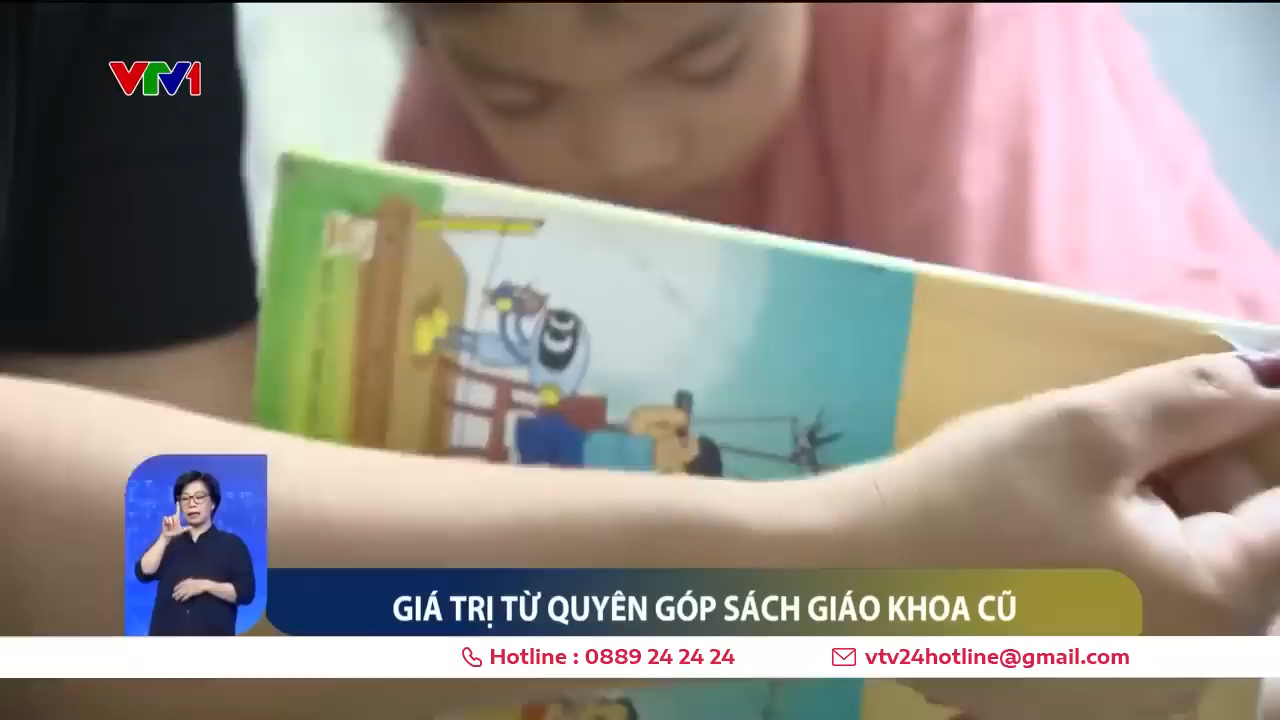 VTV1
GIÁ TRỊ TỪ QUYÊN GÓP SÁCH GIÁO KHOA CŨ
Hotline : 0889 24 24 24
vtv24hotline@gmail.com